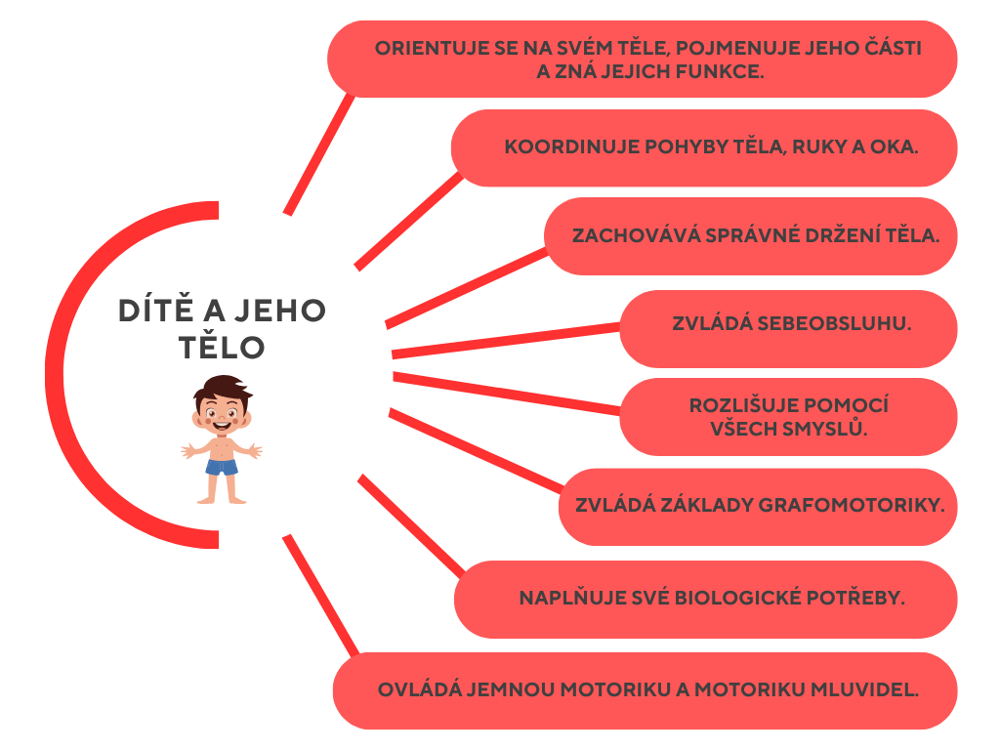 ORIENTUJE SE NA SVÉM TĚLE, POJMENUJE JEHO ČÁSTI
A ZNÁ JEJICH FUNKCE.
KOORDINUJE POHYBY TĚLA, RUKY A OKA.
ZACHOVÁVÁ SPRÁVNÉ DRŽENÍ TĚLA.
DÍTĚ A JEHO
TĚLO
ZVLÁDÁ SEBEOBSLUHU.
ROZLIŠUJE POMOCÍ
VŠECH SMYSLŮ.
ZVLÁDÁ ZÁKLADY GRAFOMOTORIKY.
NAPLŇUJE SVÉ BIOLOGICKÉ POTŘEBY.
OVLÁDÁ JEMNOU MOTORIKU A MOTORIKU MLUVIDEL.